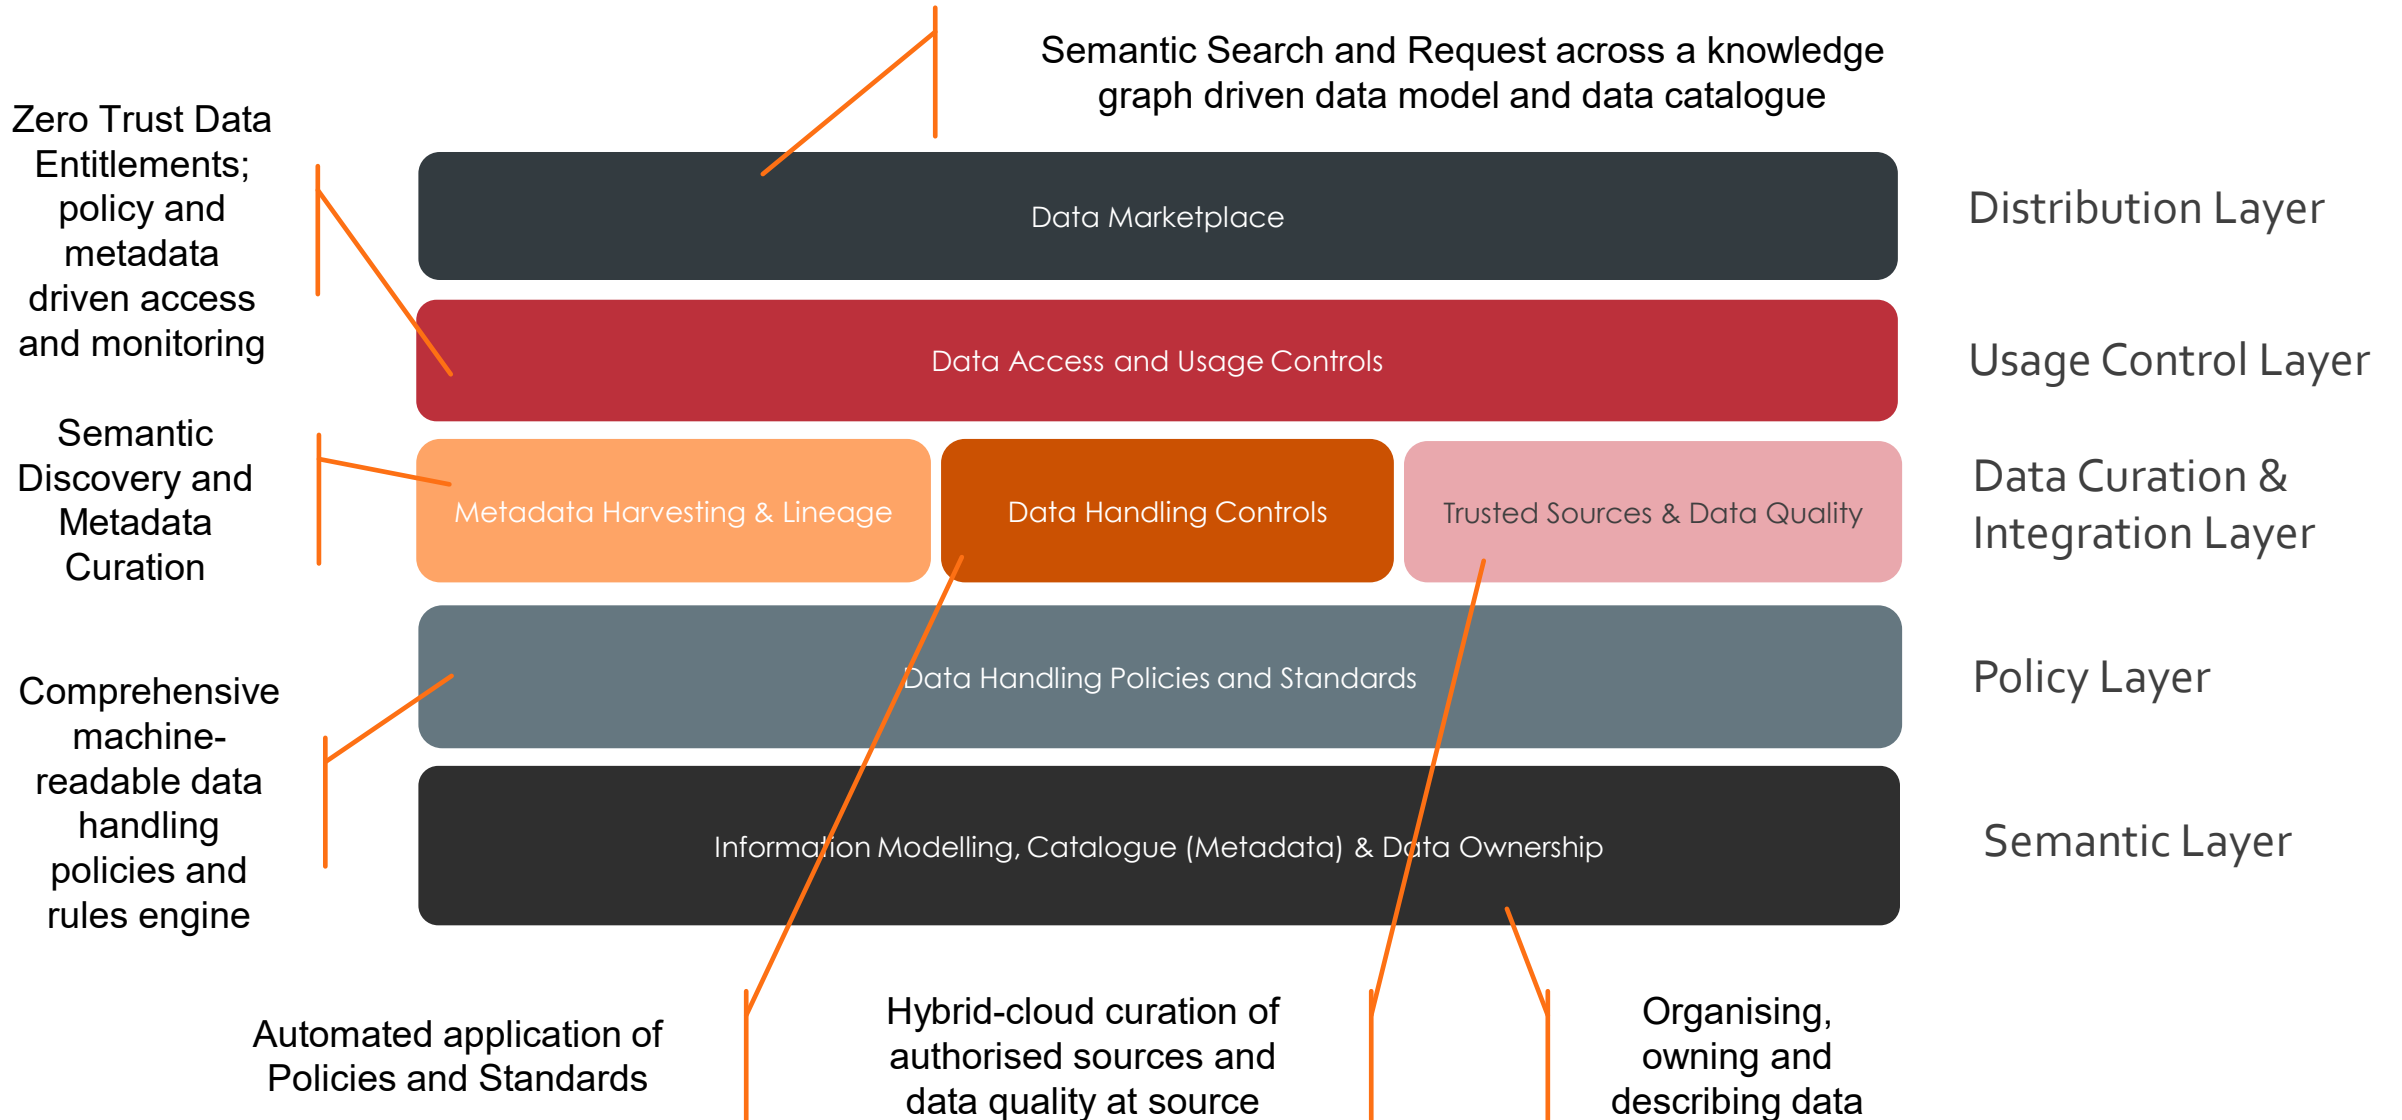 Semantic Search and Request across a knowledge
graph driven data model and data catalogue
Zero Trust Data
Entitlements;
policy and
metadata
driven access
and monitoring
Data Marketplace
Distribution Layer
Data Access and Usage Controls
Usage Control Layer
Semantic
Discovery and
Metadata
Curation
Metadata Harvesting & Lineage
Data Handling Controls
Trusted Sources & Data Quality
Data Curation &
Integration Layer
Comprehensive
machine-
readable data
handling
policies and
rules engine
Data Handling Policies and Standards
Policy Layer
Information Modelling, Catalogue (Metadata) & Data Ownership
Semantic Layer
Automated application of
Policies and Standards
Hybrid-cloud curation of
authorised sources and
data quality at source
Organising,
owning and
describing data